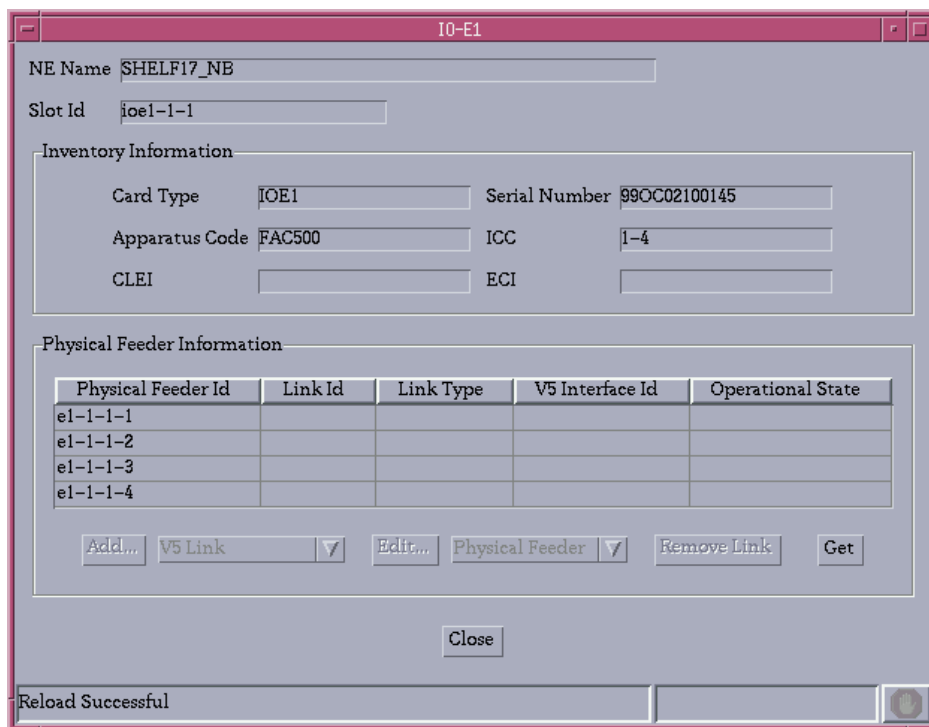 IO-E1
NE Name SHELF17_NB
Slot Id ioe1-1-1
Inventory Information
Card Type IOE1 Serial Number 99OC02100145
Apparatus Code FAC500 ICC 1-4
CLEI ECI
Physical Feeder Information
Physical Feeder Id Link Id Link Type V5 Interface Id Operational State
e1-1-1-1
e1-1-1-2
e1-1-1-3
e1-1-1-4
Add... V5 Link Edit... Physical Feeder Remove Link Get
Close
Reload Successful